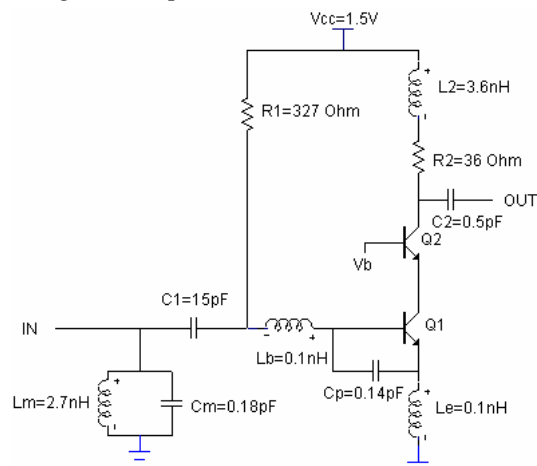 Vcc=1.5V
L2=3.6nH
R1=327 Ohm
R2=36 Ohm
OUT
C2=0.5pF
Q2
Vb
C1=15pF
IN
Q1
Lb=0.1nH
Cp=0.14pF
Lm=2.7nH
Cm=0.18pF
Le=0.1nH